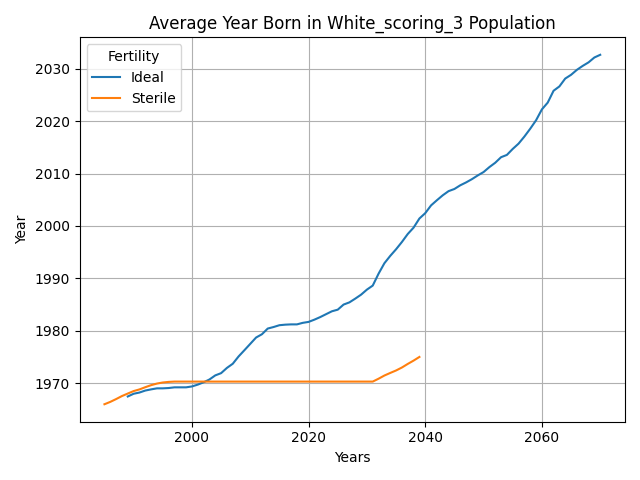 Average Year Born in White_scoring_3 Population
Fertility
Ideal
Sterile
Year
2030
2020
2010
2000
1990
1980
1970
2000
2020
2040
2060
Years